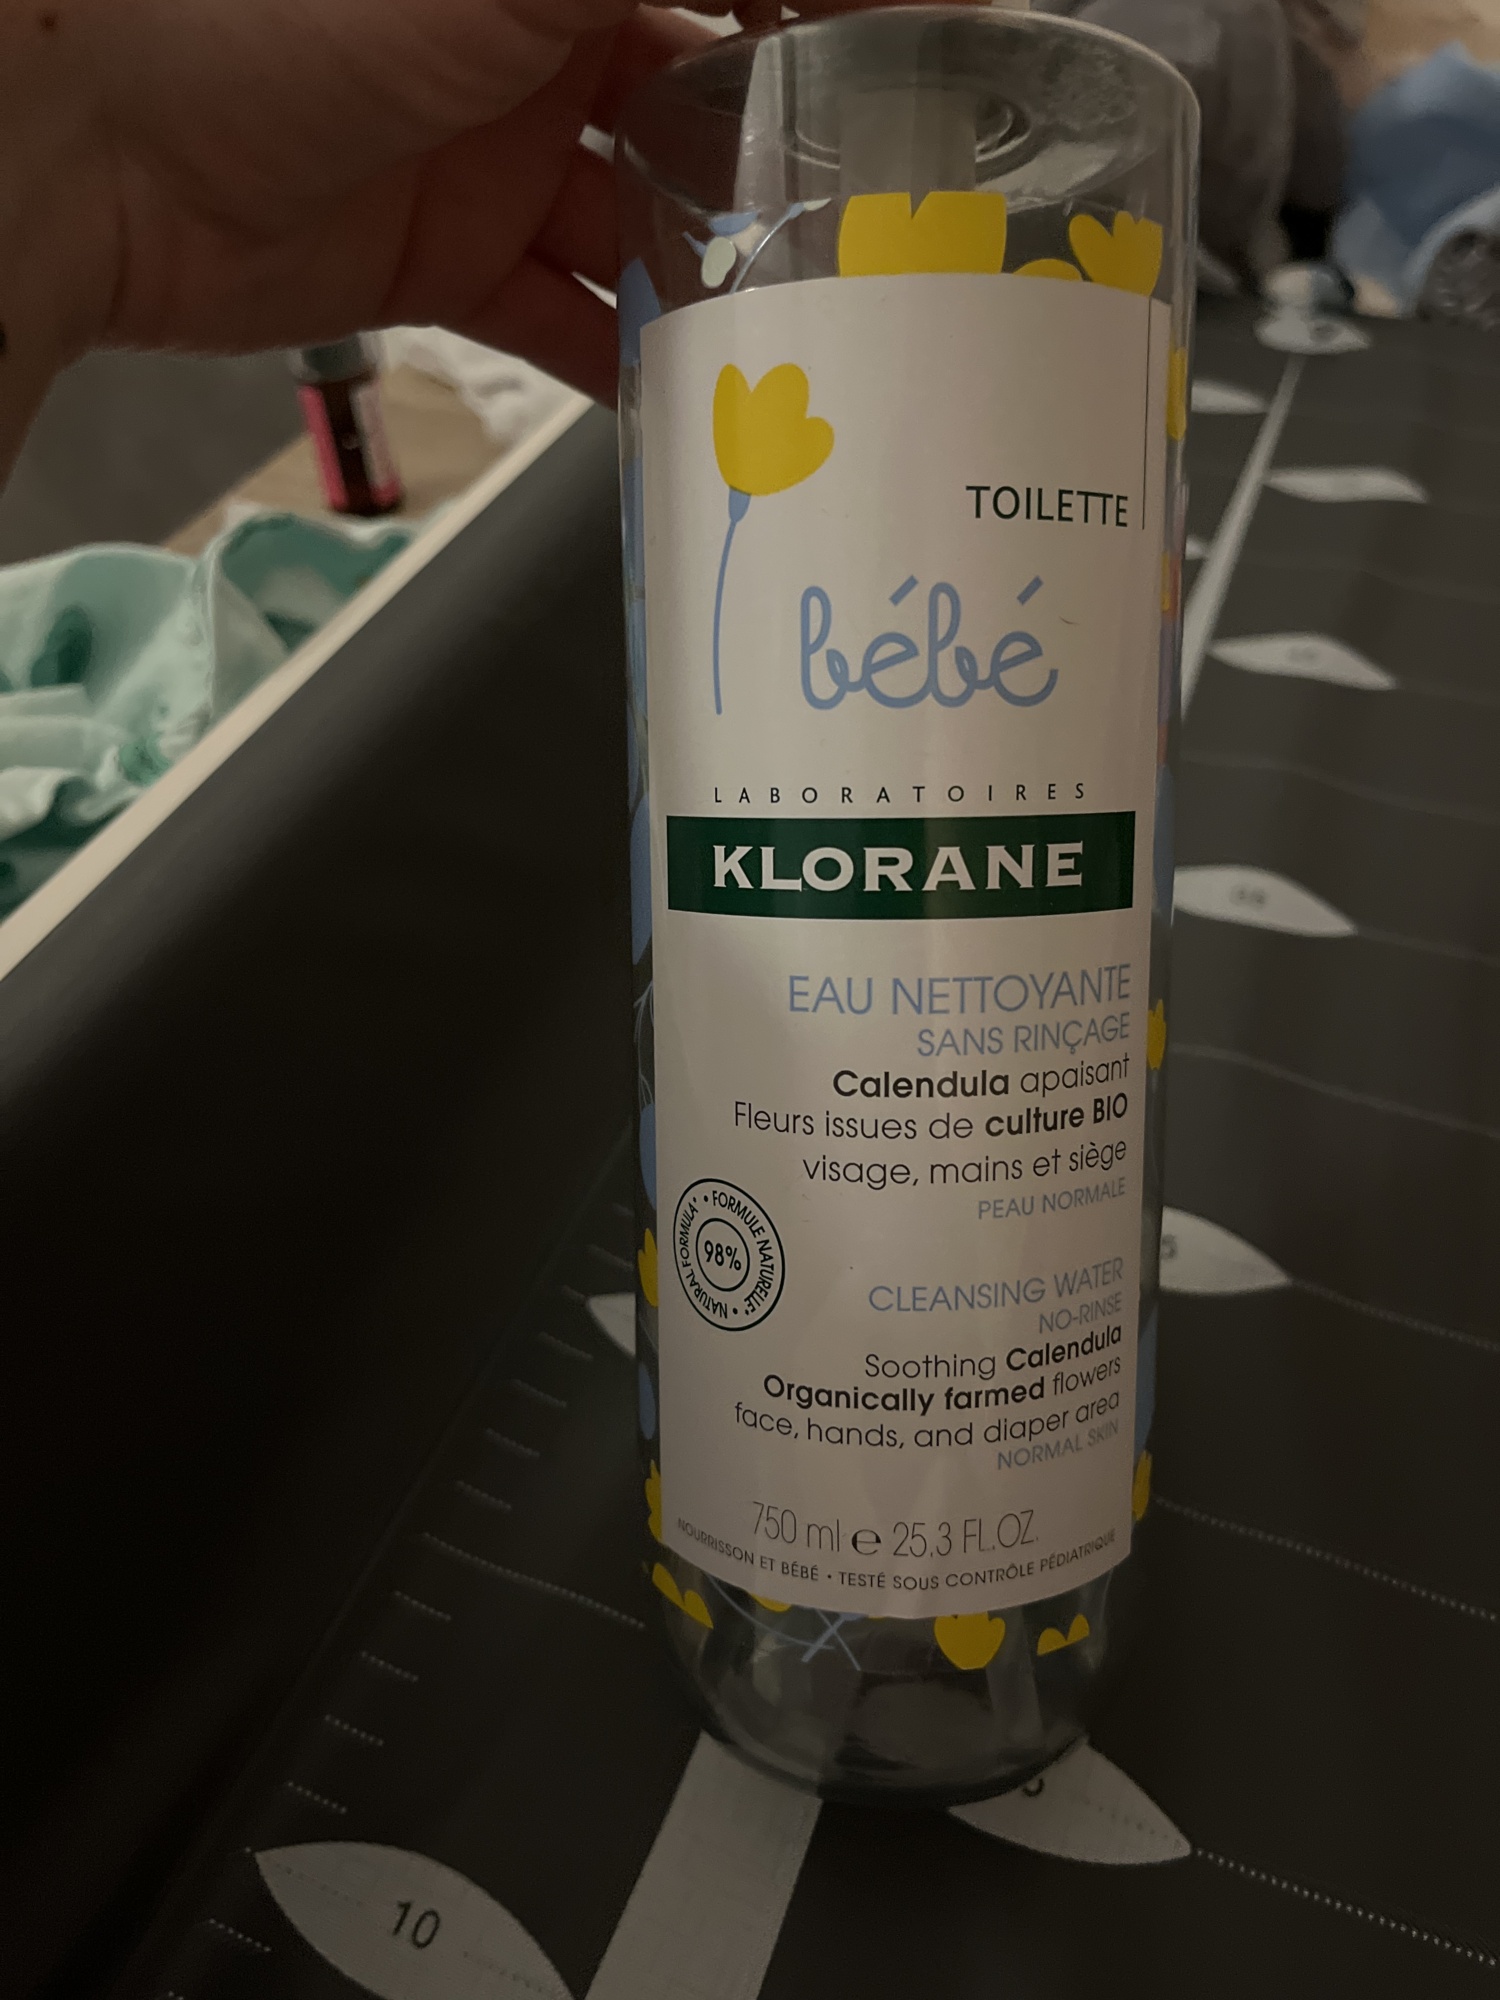 TOILETTE
bébé
LABORATOIRES
KLORANE
EAU NETTOYANTE
SANS RINÇAGE
Calendula apaisant
Fleurs issues de culture BIO
visage, mains et siège
PEAU NORMALE
• FORMULE NATURELLE* • NATURAL FORMULA*
98%
CLEANSING WATER
NO-RINSE
Soothing Calendula
Organically farmed flowers
face, hands, and diaper area
NORMAL SKIN
750 ml e 25.3 FL.OZ.
NOURRISSON ET BÉBÉ • TESTÉ SOUS CONTRÔLE PÉDIATRIQUE
10